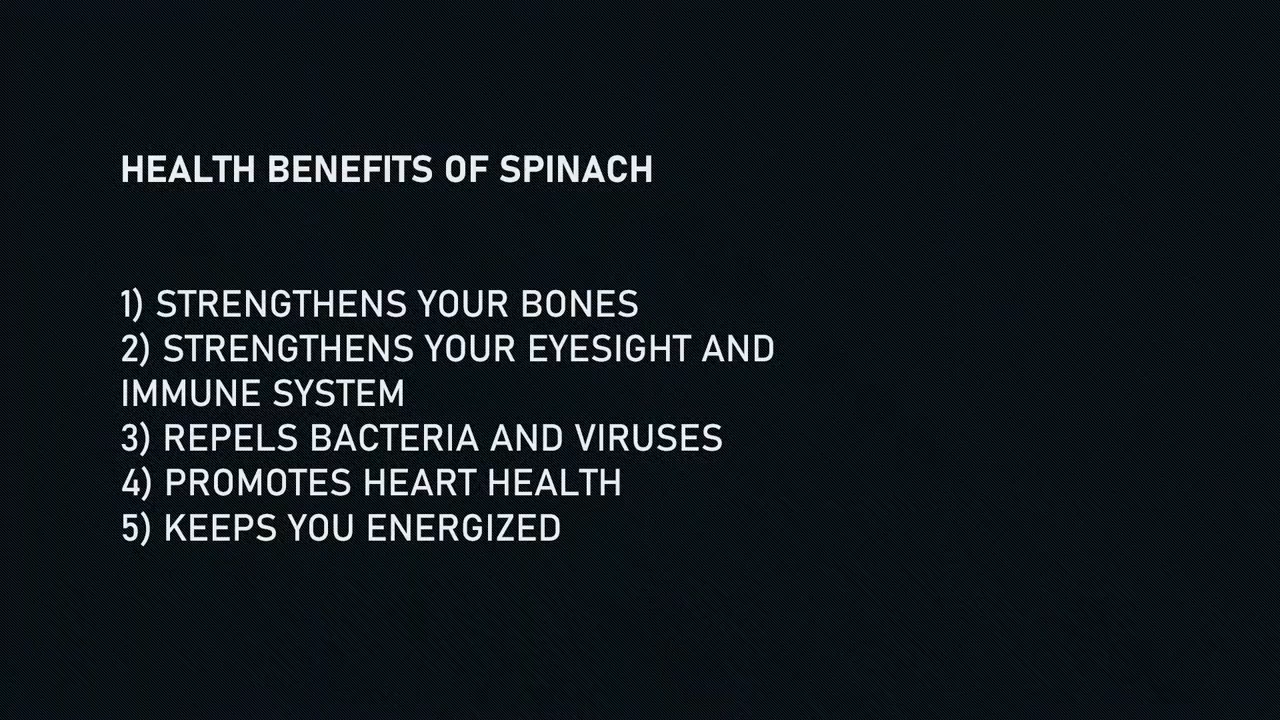 HEALTH BENEFITS OF SPINACH
1) STRENGTHENS YOUR BONES
2) STRENGTHENS YOUR EYESIGHT AND
IMMUNE SYSTEM
3) REPELS BACTERIA AND VIRUSES
4) PROMOTES HEART HEALTH
5) KEEPS YOU ENERGIZED